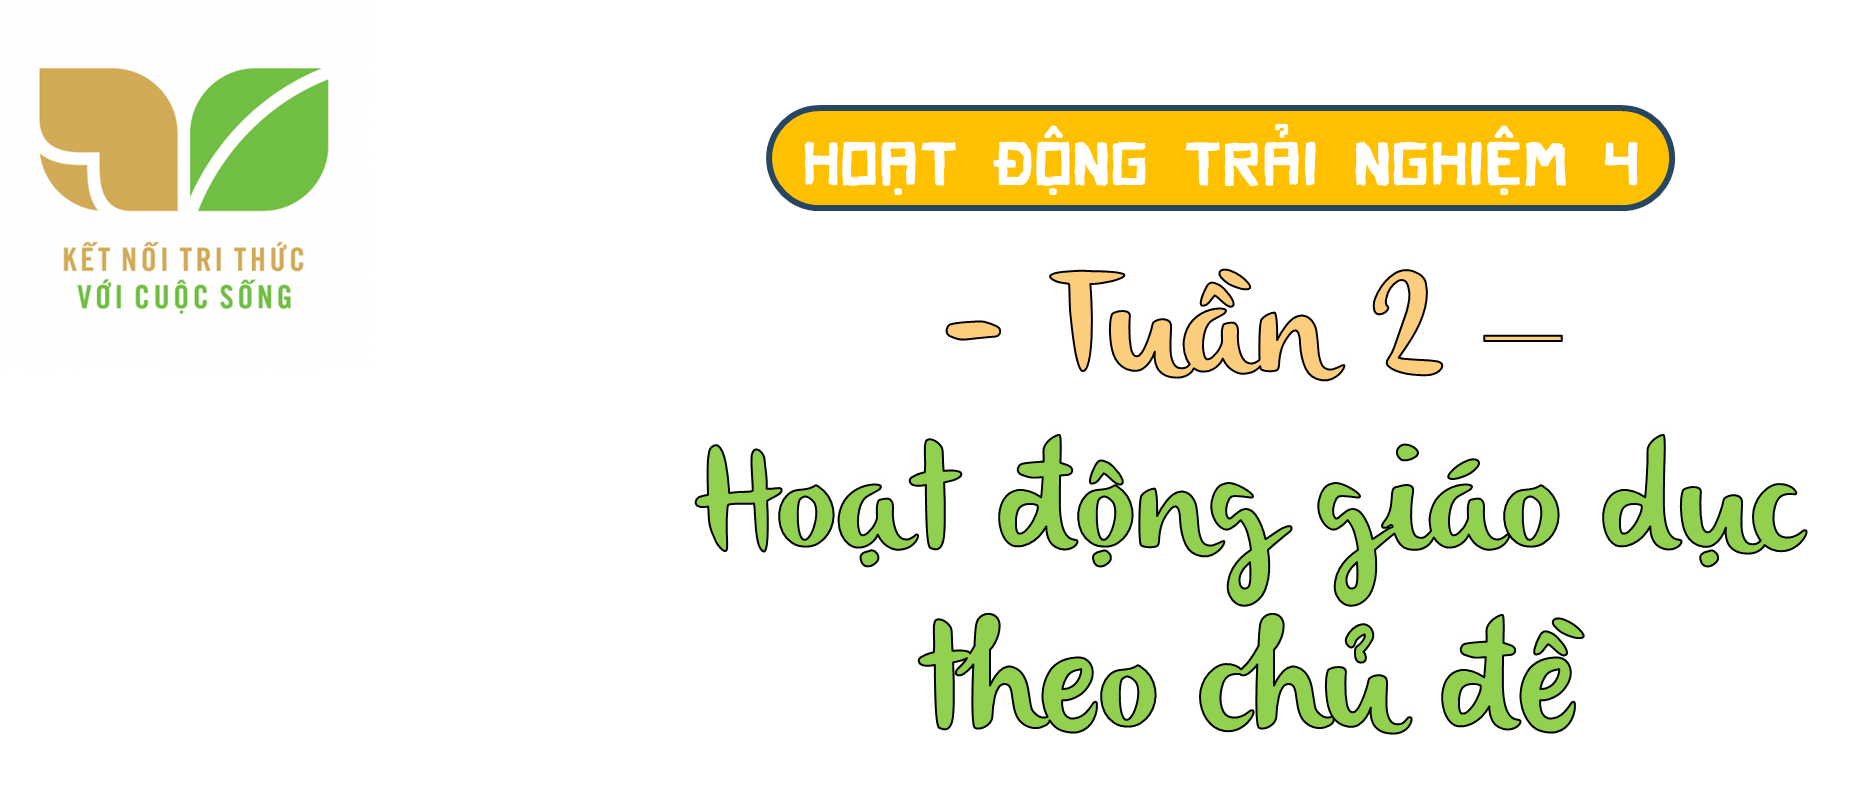 KẾT NỐI TRI THỨC
VỚI CUỘC SỐNG
HOẠT ĐỘNG TRẢI NGHIỆM 4
- Tuần 2 –
Hoạt động giáo dục
theo chủ đề